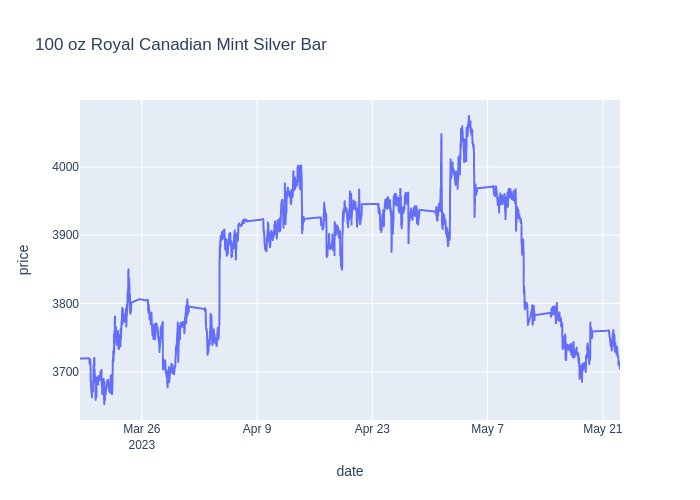 100 oz Royal Canadian Mint Silver Bar
price
4000
3900
3800
3700
Mar 26
2023
Apr 9
Apr 23
May 7
May 21
date